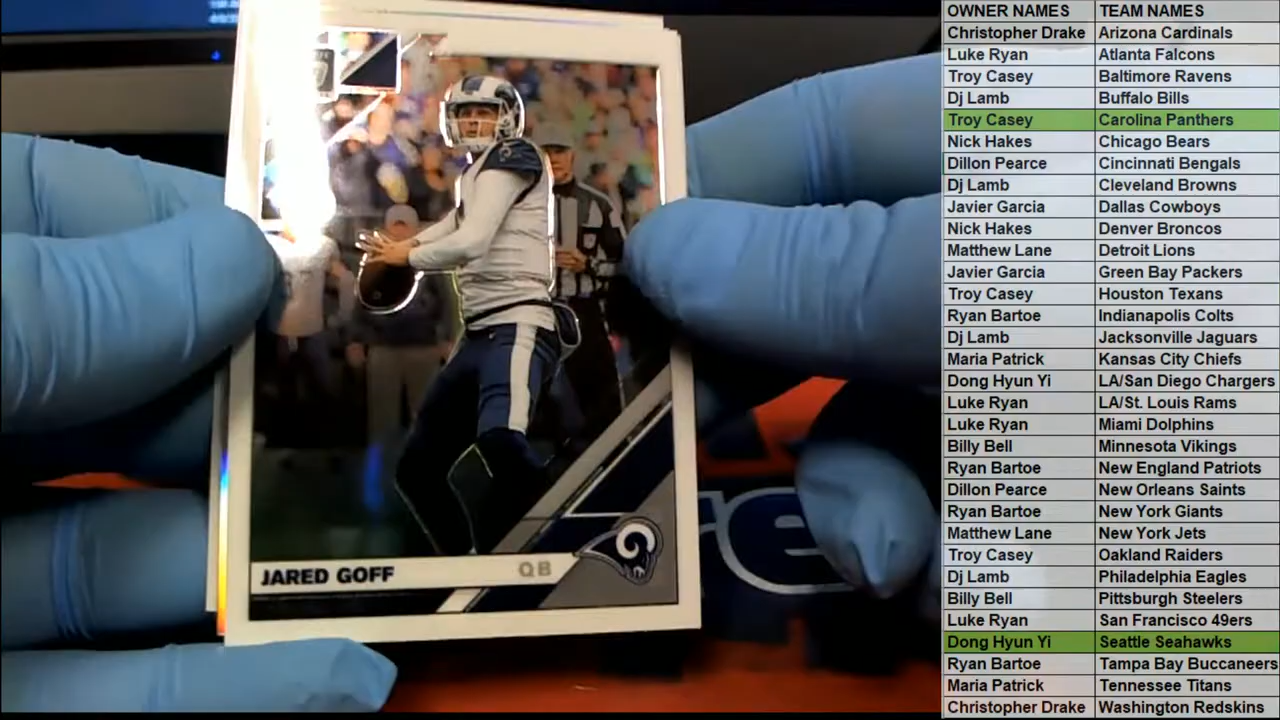 JARED GOFF QB
re
OWNER NAMES TEAM NAMES
Christopher Drake Arizona Cardinals
Luke Ryan Atlanta Falcons
Troy Casey Baltimore Ravens
Dj Lamb Buffalo Bills
Troy Casey Carolina Panthers
Nick Hakes Chicago Bears
Dillon Pearce Cincinnati Bengals
Dj Lamb Cleveland Browns
Javier Garcia Dallas Cowboys
Nick Hakes Denver Broncos
Matthew Lane Detroit Lions
Javier Garcia Green Bay Packers
Troy Casey Houston Texans
Ryan Bartoe Indianapolis Colts
Dj Lamb Jacksonville Jaguars
Maria Patrick Kansas City Chiefs
Dong Hyun Yi LA/San Diego Chargers
Luke Ryan LA/St. Louis Rams
Luke Ryan Miami Dolphins
Billy Bell Minnesota Vikings
Ryan Bartoe New England Patriots
Dillon Pearce New Orleans Saints
Ryan Bartoe New York Giants
Matthew Lane New York Jets
Troy Casey Oakland Raiders
Dj Lamb Philadelphia Eagles
Billy Bell Pittsburgh Steelers
Luke Ryan San Francisco 49ers
Dong Hyun Yi Seattle Seahawks
Ryan Bartoe Tampa Bay Buccaneers
Maria Patrick Tennessee Titans
Christopher Drake Washington Redskins